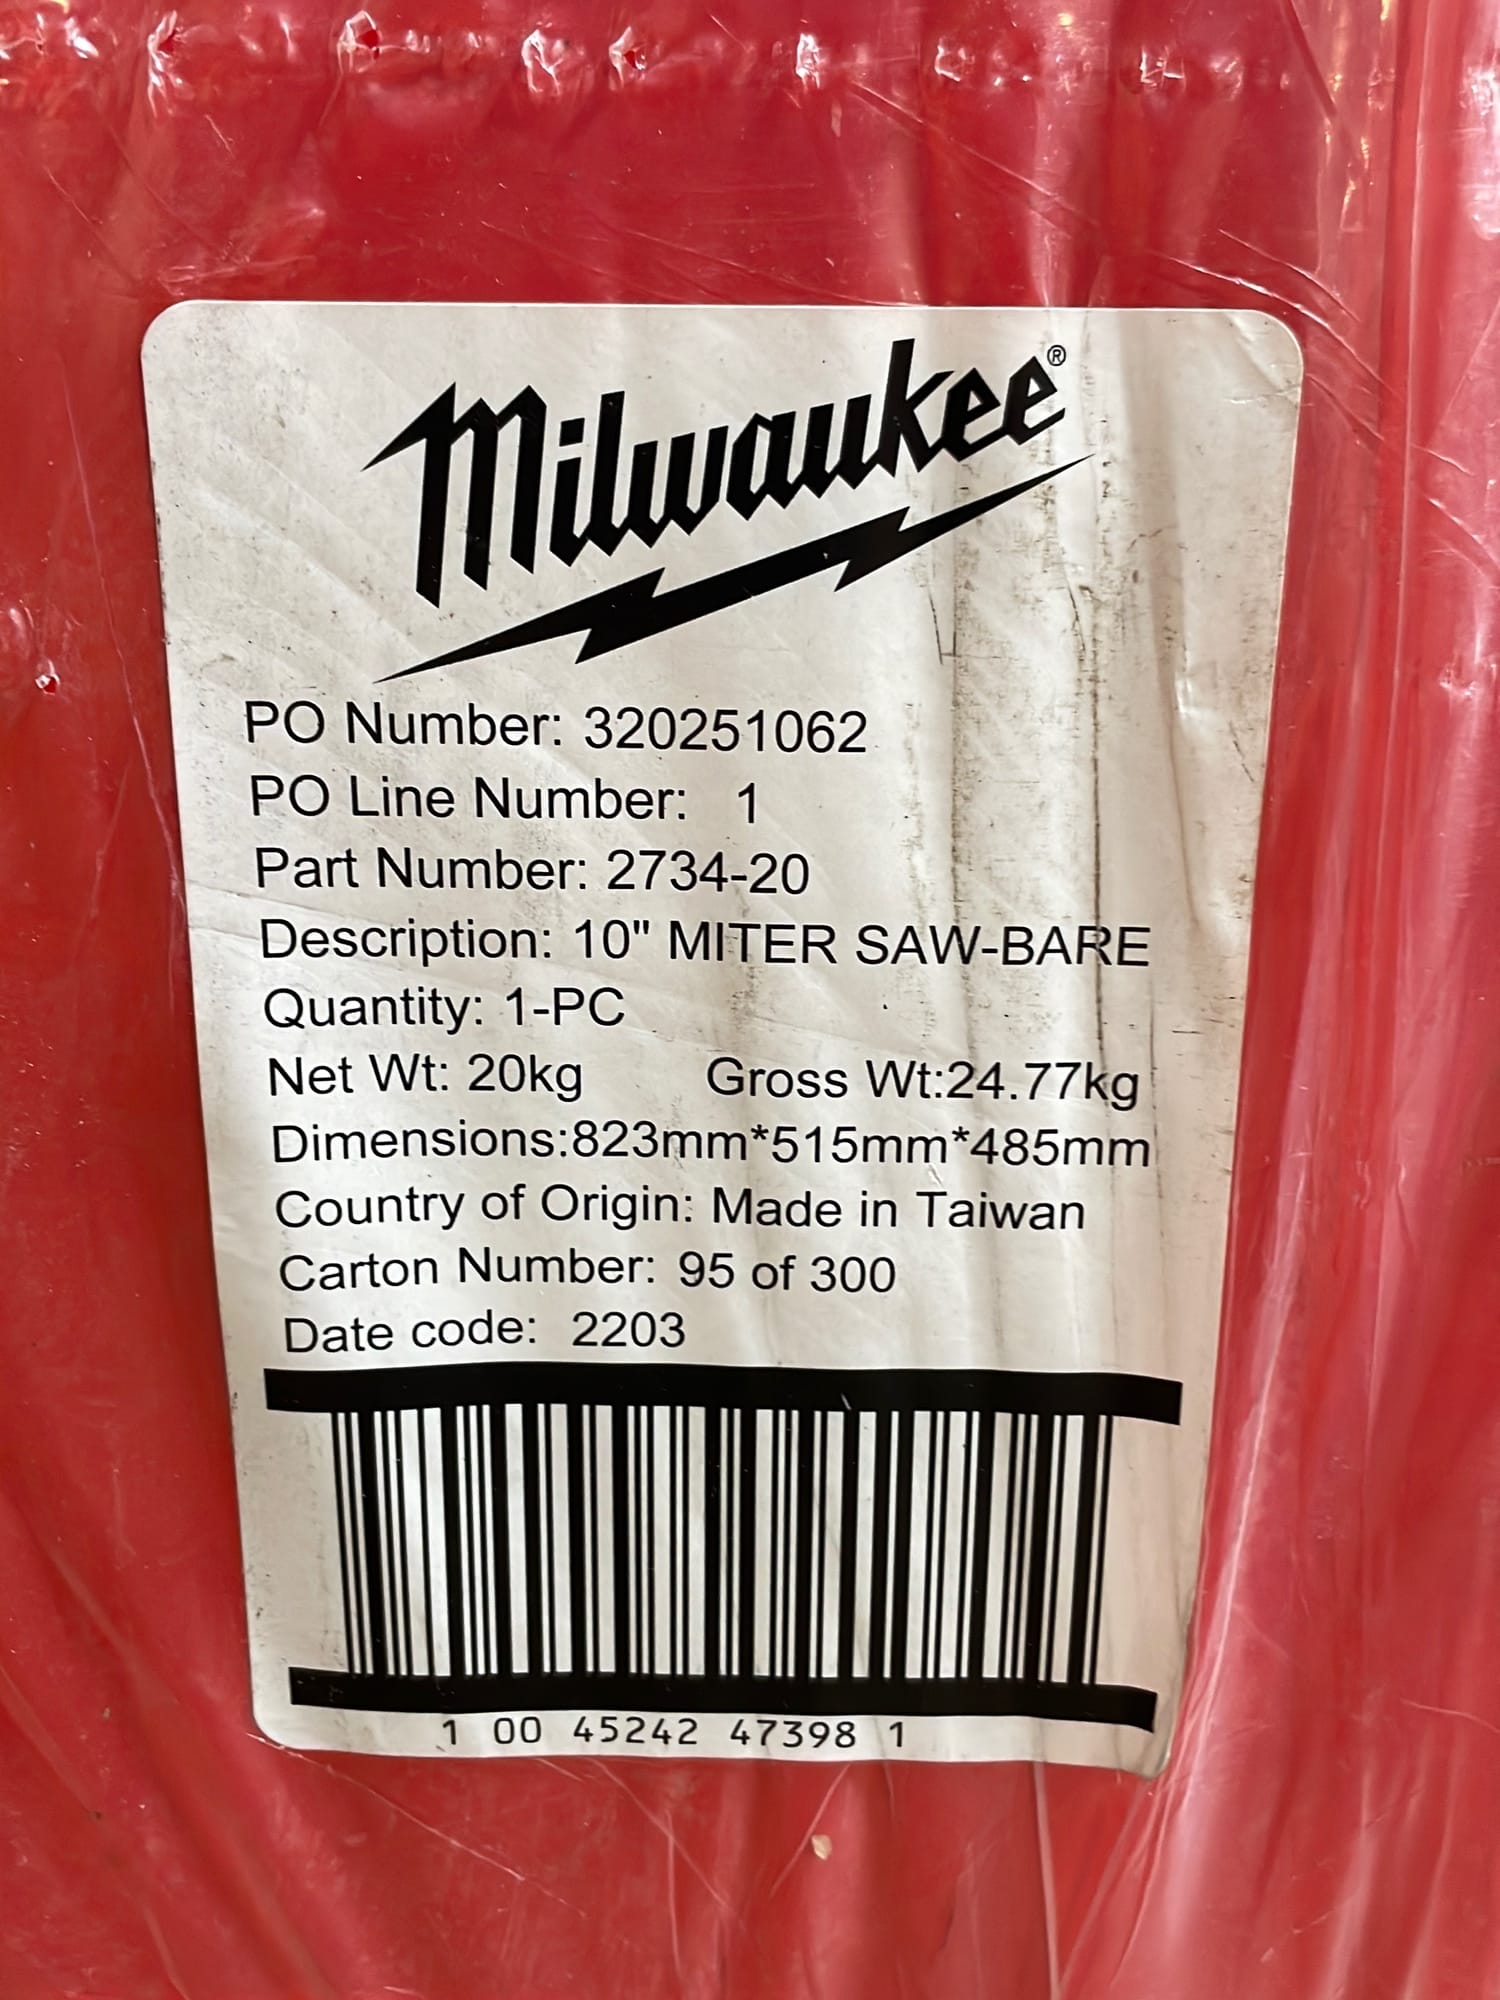 Milwaukee®
PO Number: 320251062
PO Line Number: 1
Part Number: 2734-20
Description: 10" MITER SAW-BARE
Quantity: 1-PC
Net Wt: 20kg Gross Wt:24.77kg
Dimensions:823mm*515mm*485mm
Country of Origin: Made in Taiwan
Carton Number: 95 of 300
Date code: 2203
1 00 45242 47398 1